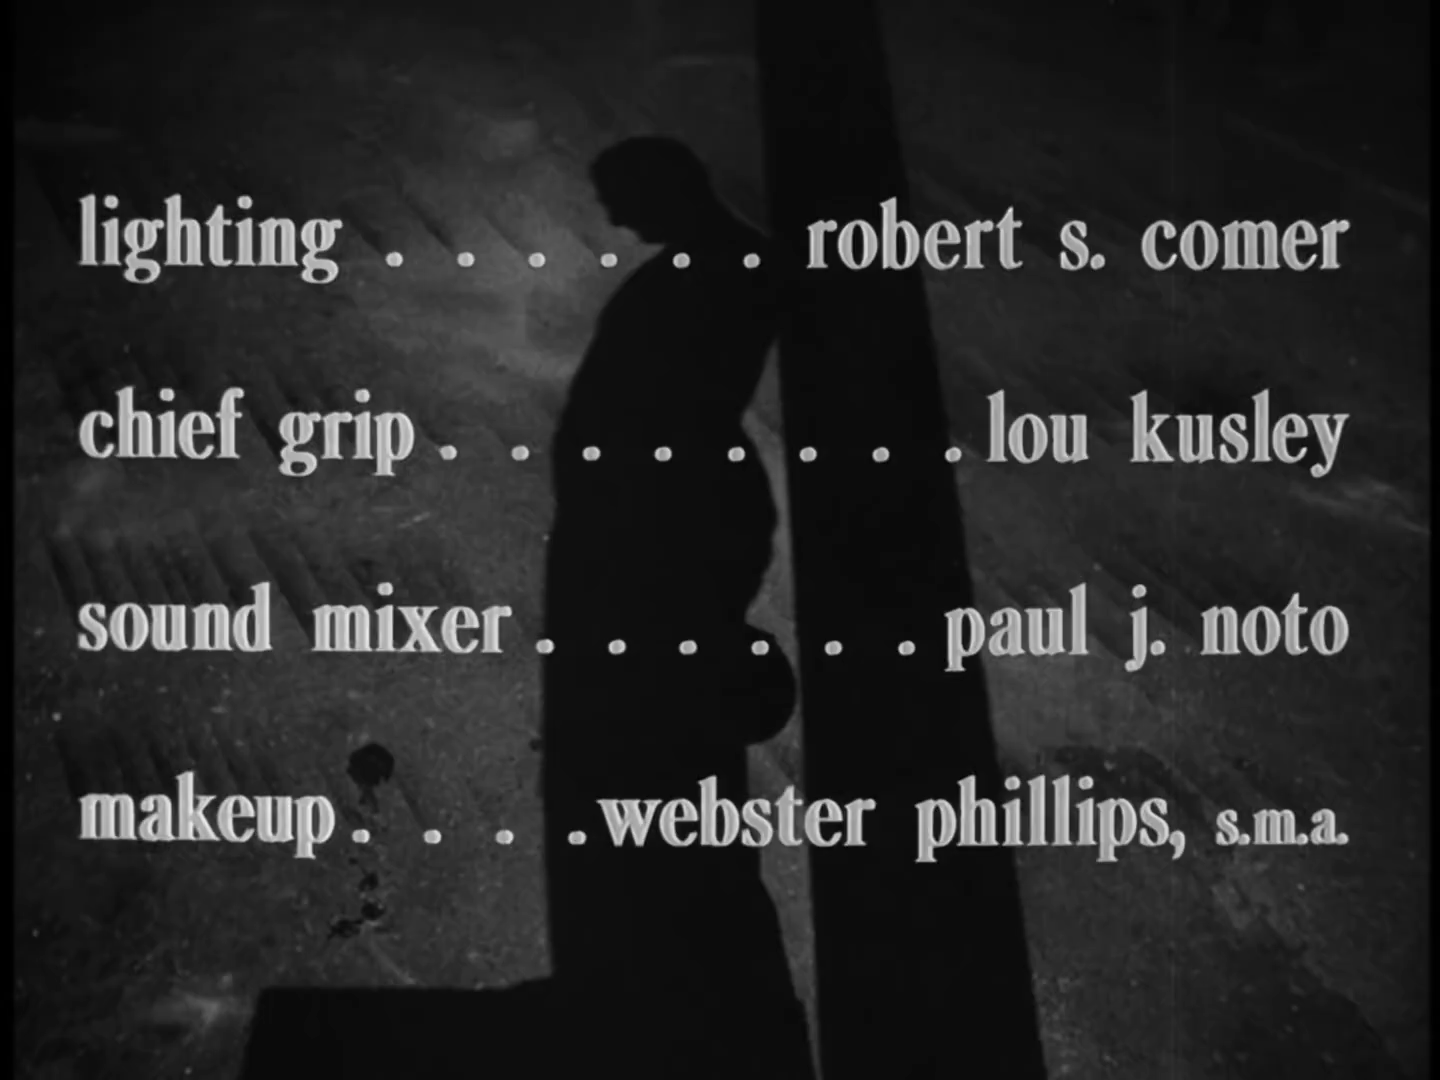 lighting . . . . . . robert s. comer
chief grip . . . . . . . . lou kusley
sound mixer . . . . . . paul j. noto
makeup . . . . webster phillips, s.m.a.